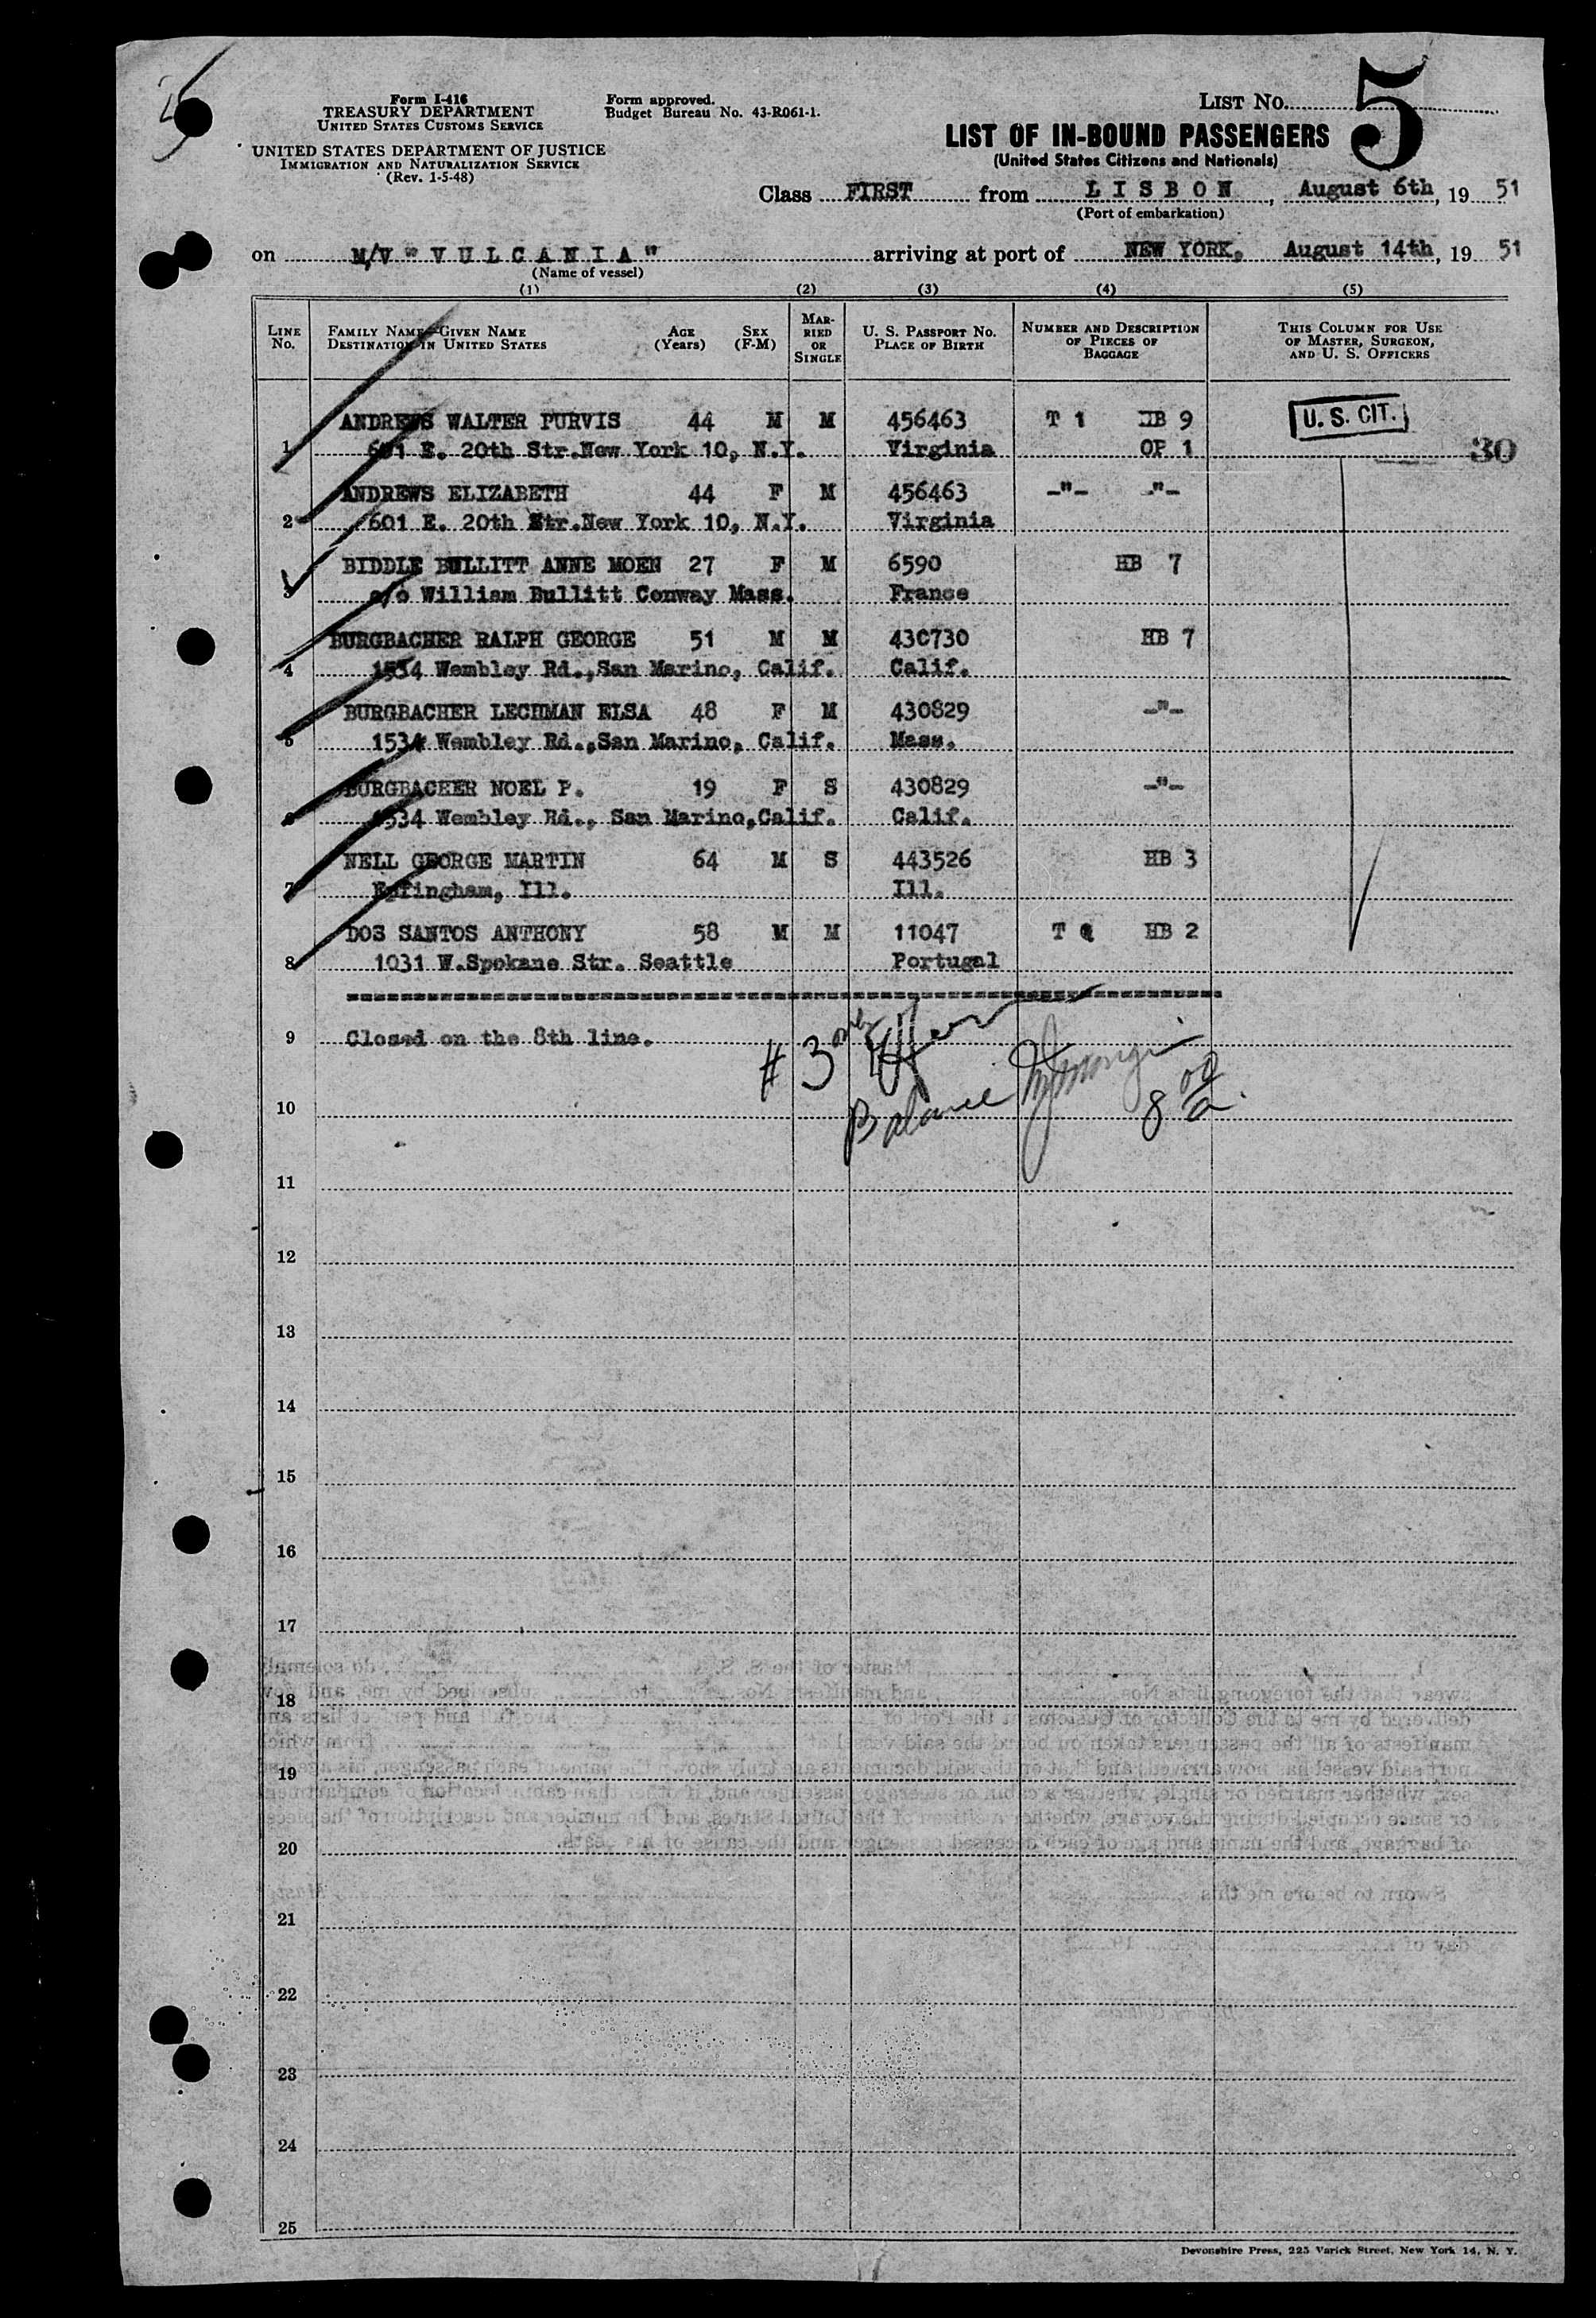 Form I-416
TREASURY DEPARTMENT
UNITED STATES CUSTOMS SERVICE
UNITED STATES DEPARTMENT OF JUSTICE
IMMIGRATION AND NATURALIZATION SERVICE
(Rev. 1-5-48)
Form approved.
Budget Bureau No. 43-R061-1.
LIST NO. 5
LIST OF IN-BOUND PASSENGERS
(United States Citizens and Nationals)
Class FIRST from LISBON, August 6th, 19 51
(Port of embarkation)
on M/V "VULCANIA" arriving at port of NEW YORK, August 14th, 19 51
(Name of vessel)
(1) (2) (3) (4) (5)
LINE No. FAMILY NAME—GIVEN NAME DESTINATION IN UNITED STATES AGE (Years) SEX (F-M) MARRIED OR SINGLE U. S. PASSPORT NO. PLACE OF BIRTH NUMBER AND DESCRIPTION OF PIECES OF BAGGAGE THIS COLUMN FOR USE OF MASTER, SURGEON, AND U. S. OFFICERS
ANDREWS WALTER PURVIS 44 M M 456463 T 1 HB 9 U. S. CIT.
1 601 E. 20th Str.New York 10, N.Y. Virginia OP 1 30
ANDREWS ELIZABETH 44 F M 456463 -"- -"-
2 601 E. 20th Str.New York 10, N.Y. Virginia
BIDDLE BULLITT ANNE MOEN 27 F M 6590 HB 7
3 c/o William Bullitt Conway Mass. France
BURGBACHER RALPH GEORGE 51 M M 430730 HB 7
4 1534 Wembley Rd.,San Marino, Calif. Calif.
BURGBACHER LECHMAN ELSA 48 F M 430829 -"-
5 1534 Wembley Rd.,San Marino, Calif. Mass.
BURGBACHER NOEL P. 19 F S 430829 -"-
6 1534 Wembley Rd., San Marino,Calif. Calif.
NELL GEORGE MARTIN 64 M S 443526 HB 3
7 Effingham, Ill. Ill.
DOS SANTOS ANTHONY 58 M M 11047 T HB 2
8 1031 W.Spokane Str. Seattle Portugal
9 Closed on the 8th line.
# 3 only
Balance
10
11
12
13
14
15
16
17
18
19
20
21
22
23
24
25
Devonshire Press, 225 Varick Street, New York 14, N. Y.